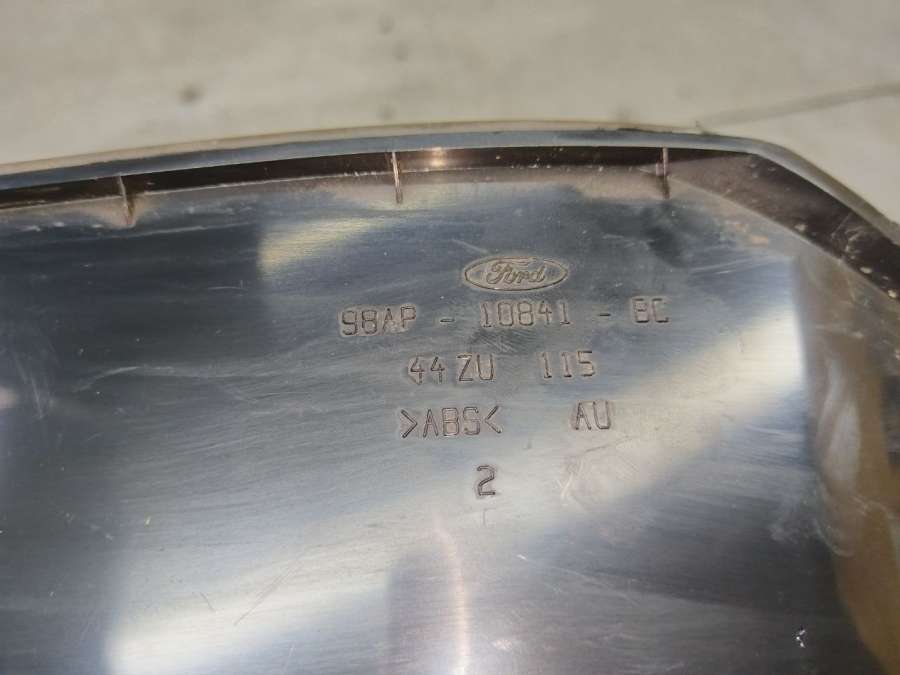 Ford
98AP - 10841 - BC
44ZU 115
>ABS< AU
2